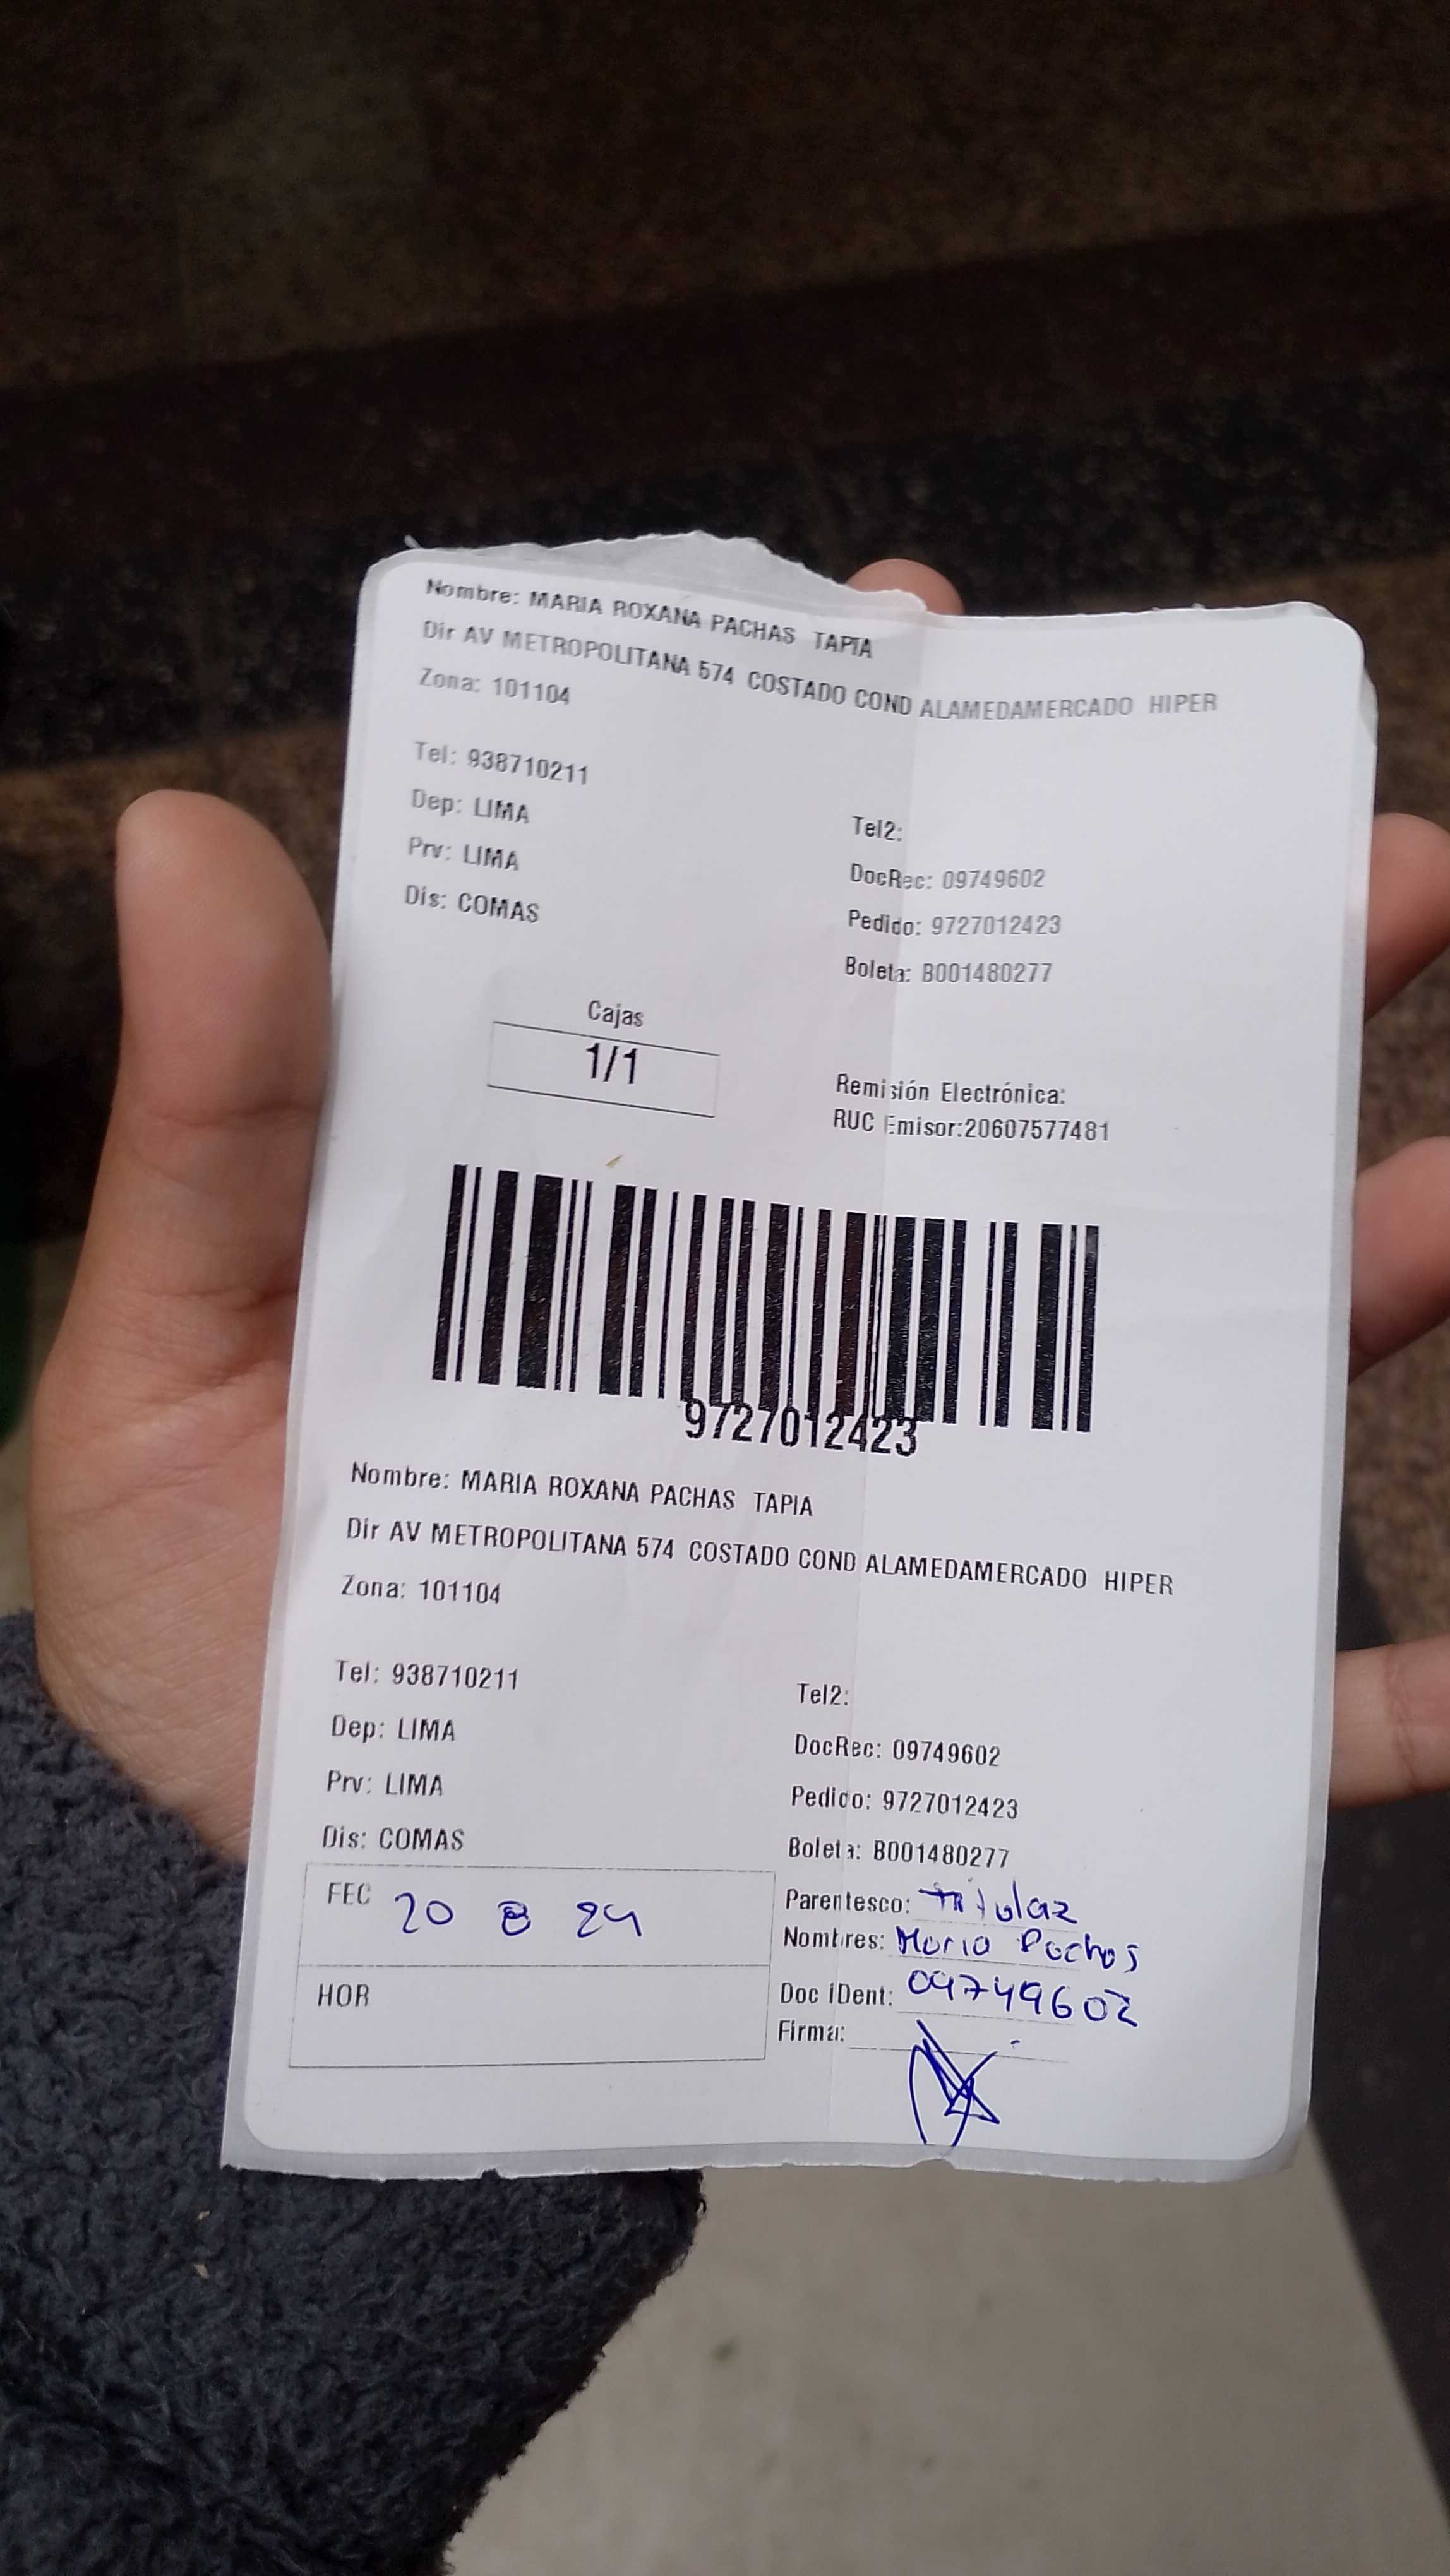 Nombre: MARIA ROXANA PACHAS TAPIA
Dir AV METROPOLITANA 574 COSTADO COND ALAMEDAMERCADO HIPER
Zona: 101104
Tel: 938710211
Tel2:
Dep: LIMA
DocRec: 09749602
Prv: LIMA
Pedido: 9727012423
Dis: COMAS
Boleta: B001480277
Cajas
1/1
Remisión Electrónica:
RUC Emisor:20607577481
9727012423
Nombre: MARIA ROXANA PACHAS TAPIA
Dir AV METROPOLITANA 574 COSTADO COND ALAMEDAMERCADO HIPER
Zona: 101104
Tel: 938710211
Tel2:
Dep: LIMA
DocRec: 09749602
Prv: LIMA
Pedido: 9727012423
Dis: COMAS
Boleta: B001480277
FEC 20 8 24
Parentesco: titular
Nombres: Maria Pachas
HOR
Doc IDent: 09749602
Firma: